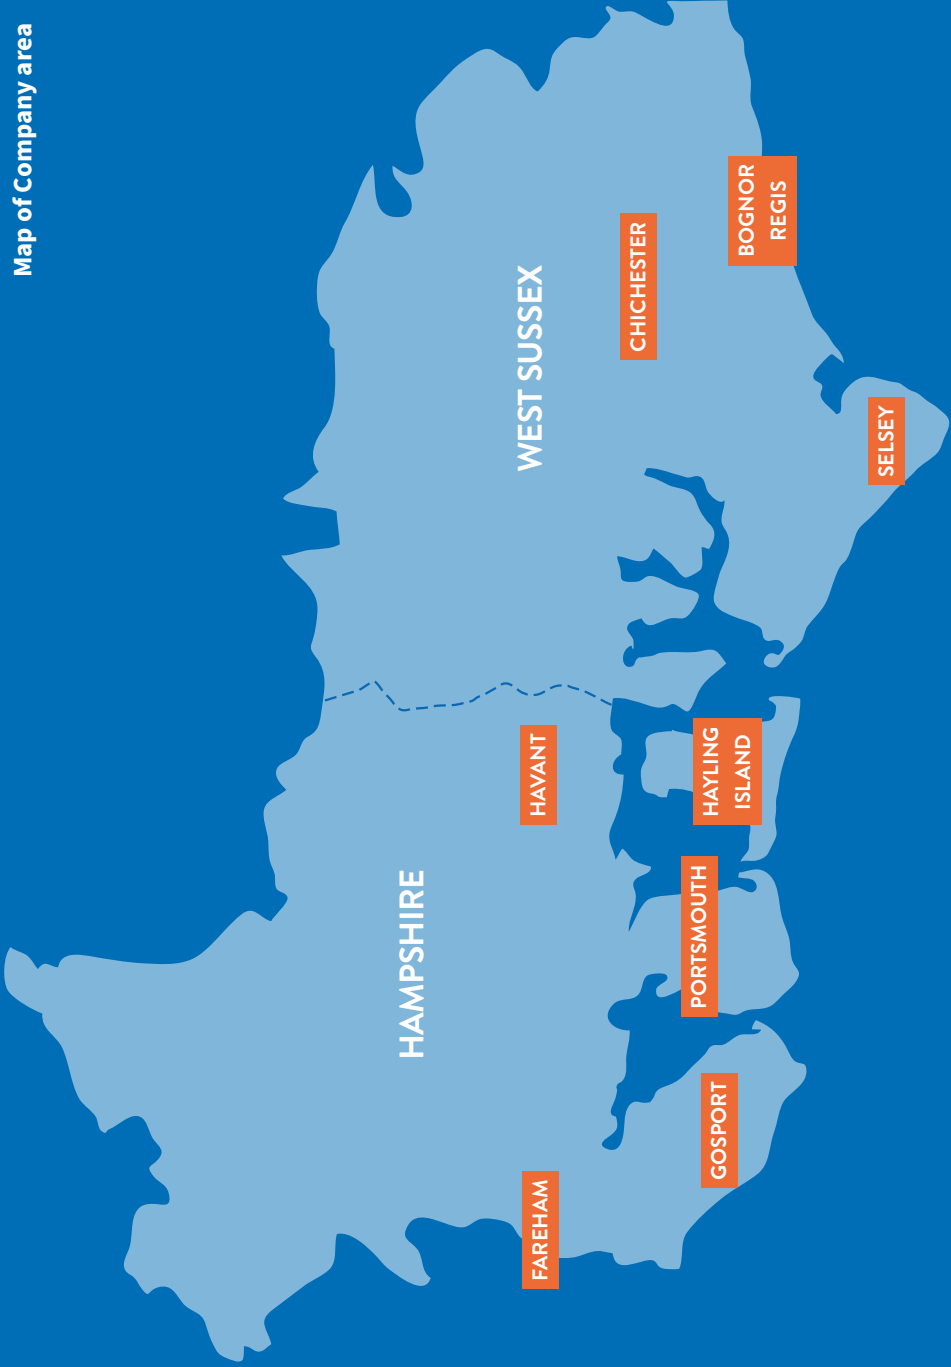 Map of Company area
HAMPSHIRE
WEST SUSSEX
FAREHAM
HAVANT
CHICHESTER
GOSPORT
PORTSMOUTH
HAYLING
ISLAND
BOGNOR
REGIS
SELSEY